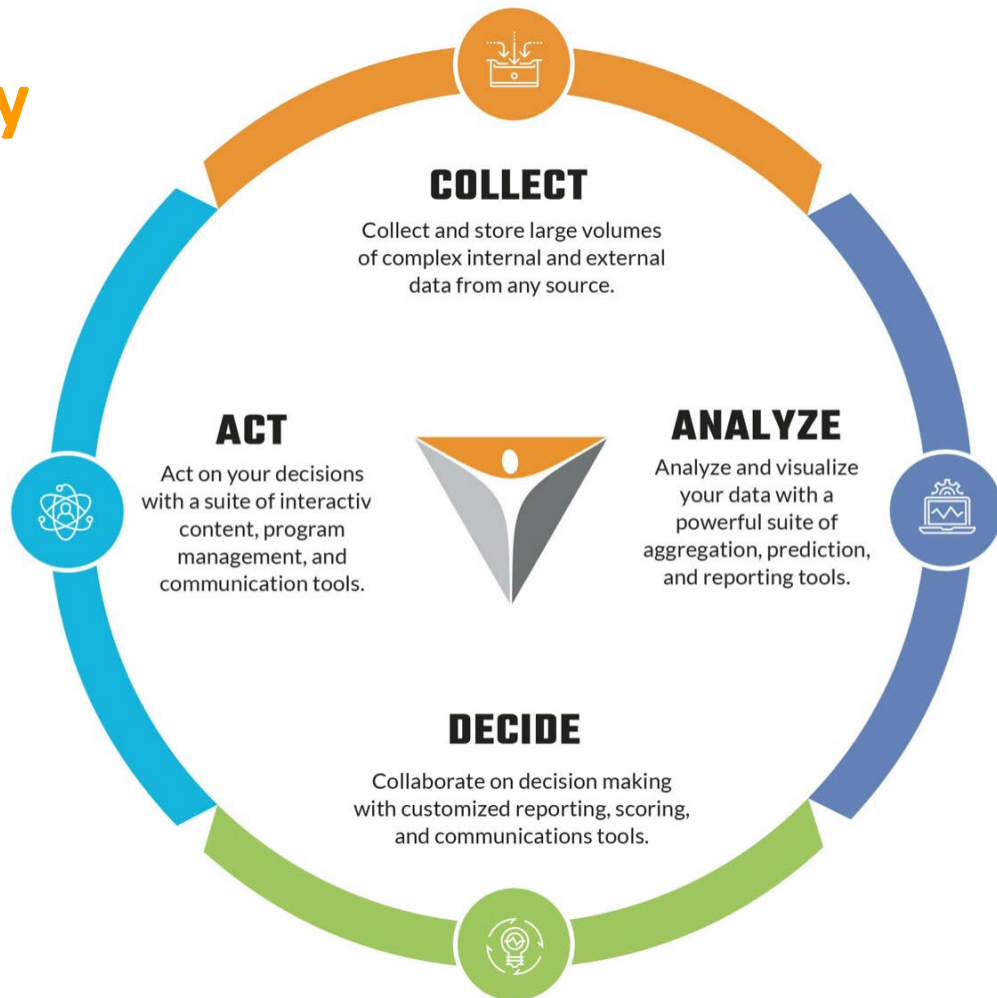 y
COLLECT
Collect and store large volumes
of complex internal and external
data from any source.
ACT
Act on your decisions
with a suite of interactiv
content, program
management, and
communication tools.
ANALYZE
Analyze and visualize
your data with a
powerful suite of
aggregation, prediction,
and reporting tools.
DECIDE
Collaborate on decision making
with customized reporting, scoring,
and communications tools.